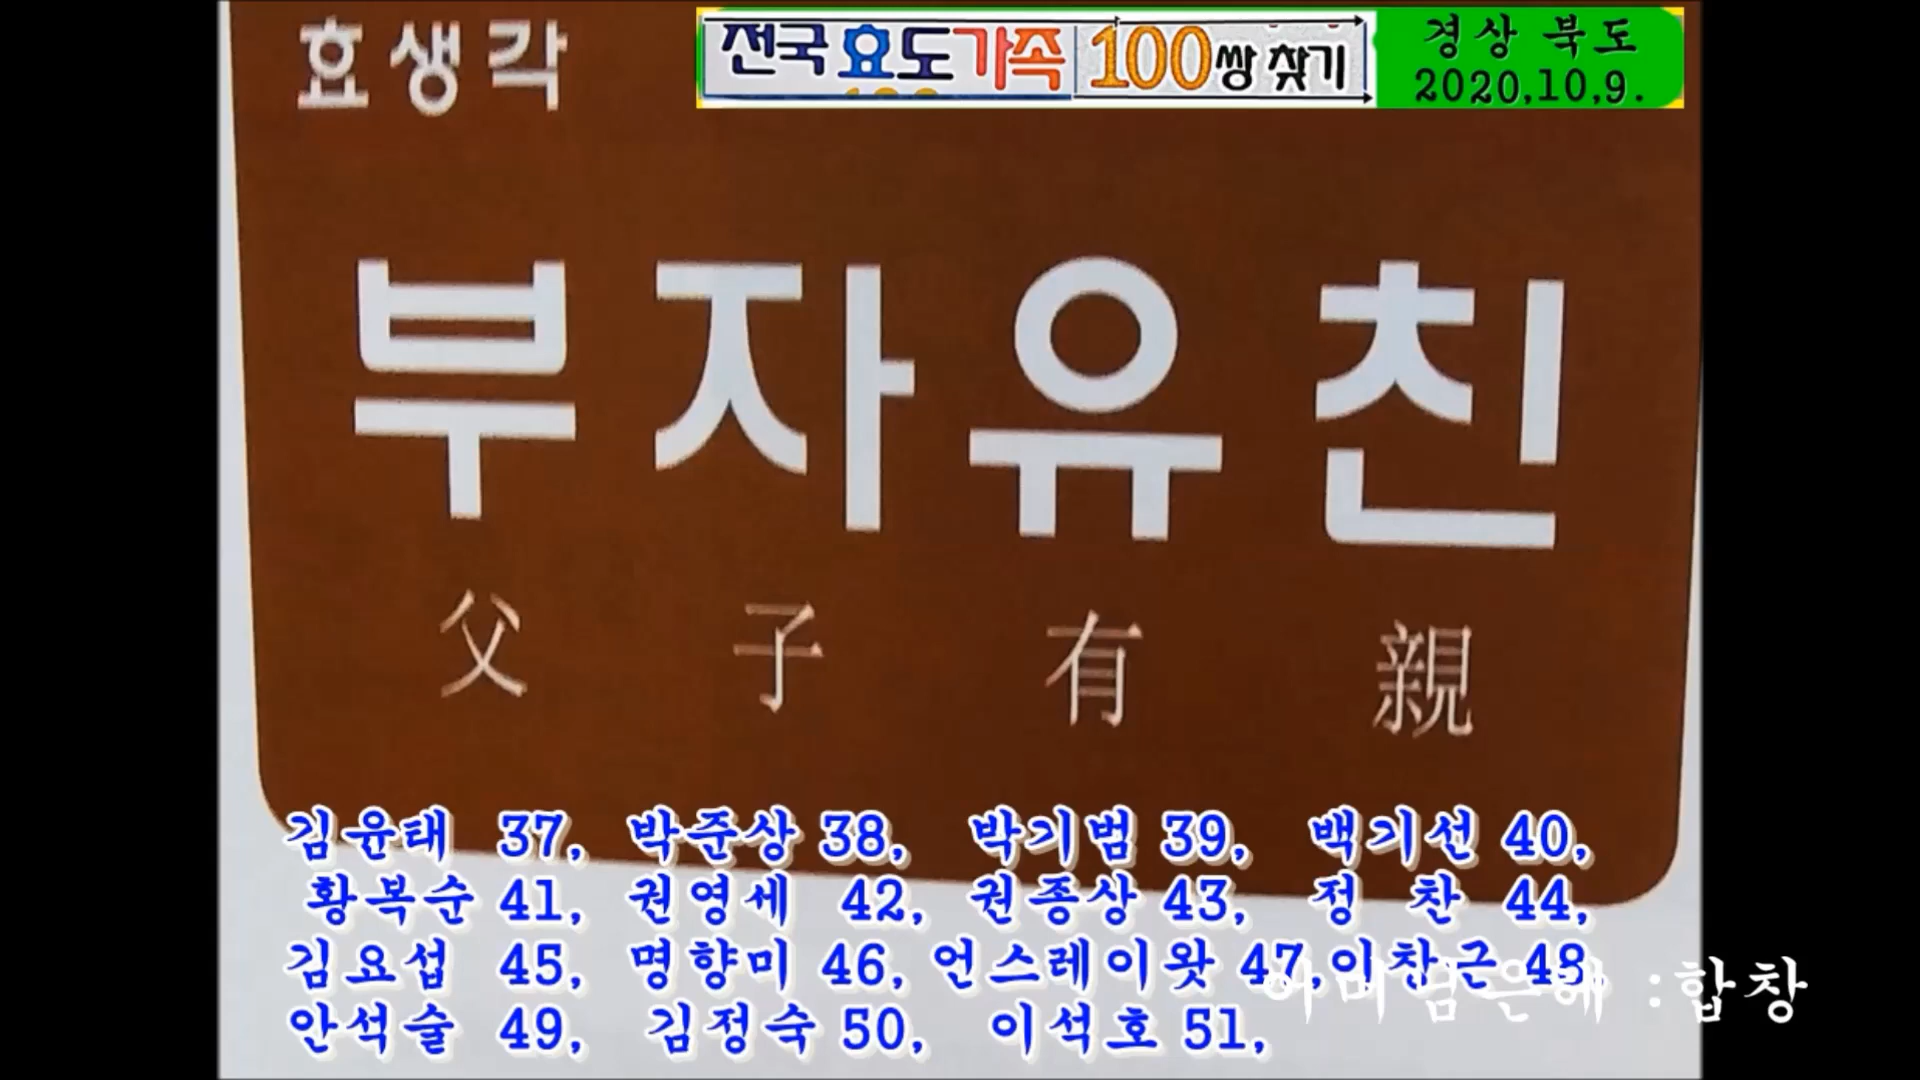 효생각
전국효도가족 100쌍 찾기
경상 북도
2020,10,9.
부자유친
父子有親
김윤태 37, 박준상 38, 박기범 39, 백기선 40,
황복순 41, 권영세 42, 권종상 43, 정 찬 44,
김요섭 45, 명향미 46, 언스레이왓 47, 이창근 48,
안석술 49, 김정숙 50, 이석호 51,
:합창